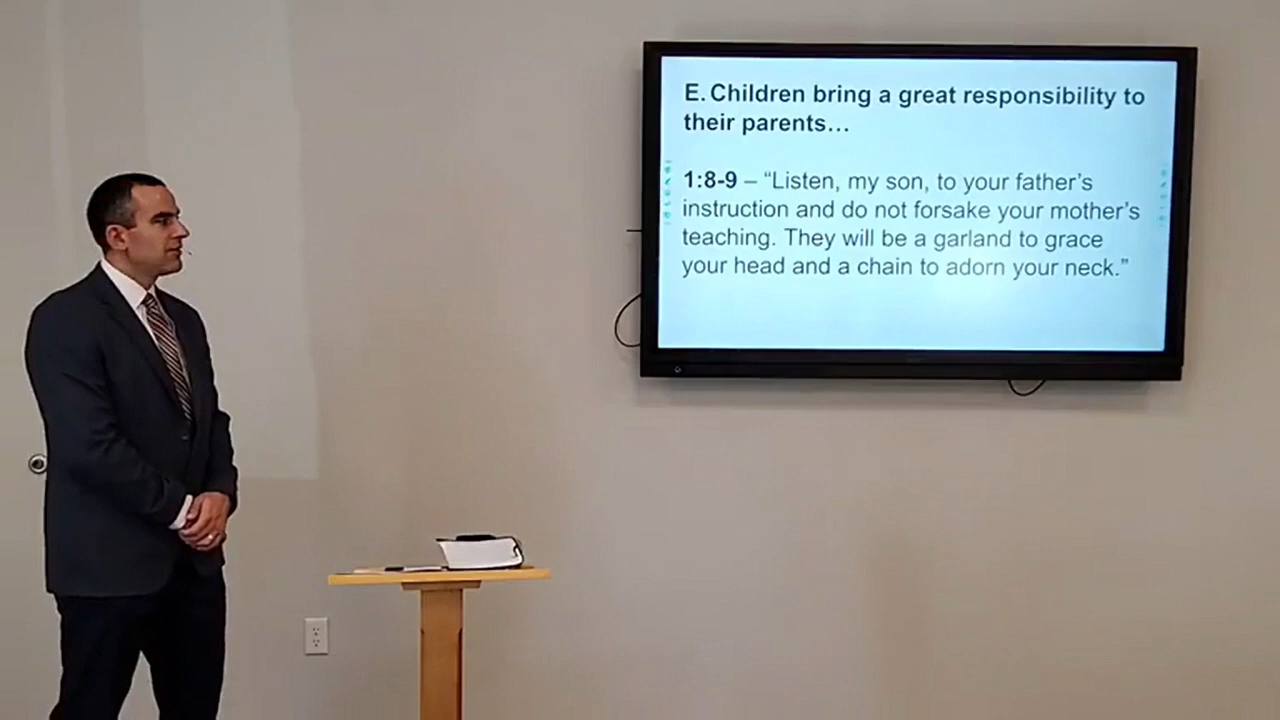 E. Children bring a great responsibility to
their parents…
1:8-9 – “Listen, my son, to your father’s
instruction and do not forsake your mother’s
teaching. They will be a garland to grace
your head and a chain to adorn your neck.”